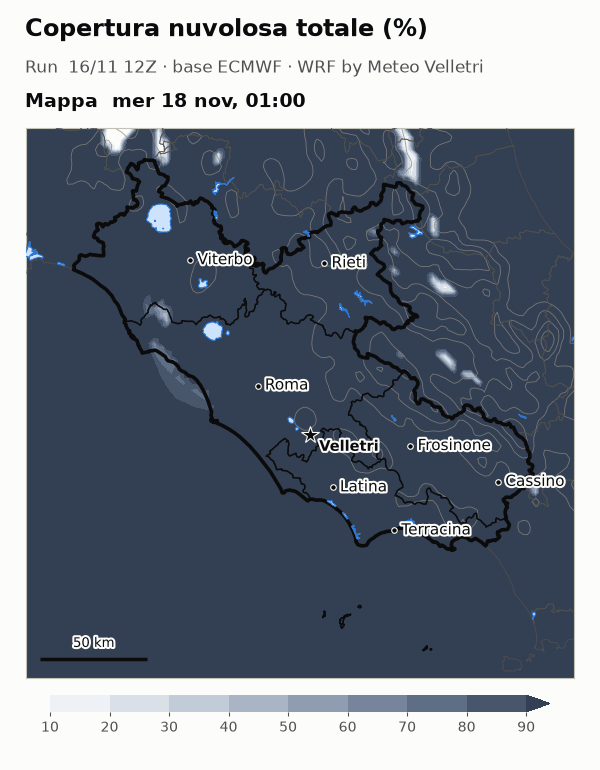 Copertura nuvolosa totale (%)
Run 16/11 12Z · base ECMWF · WRF by Meteo Velletri
Mappa mer 18 nov, 01:00
Viterbo
Rieti
Roma
Velletri
Frosinone
Cassino
Latina
Terracina
50 km
10 20 30 40 50 60 70 80 90